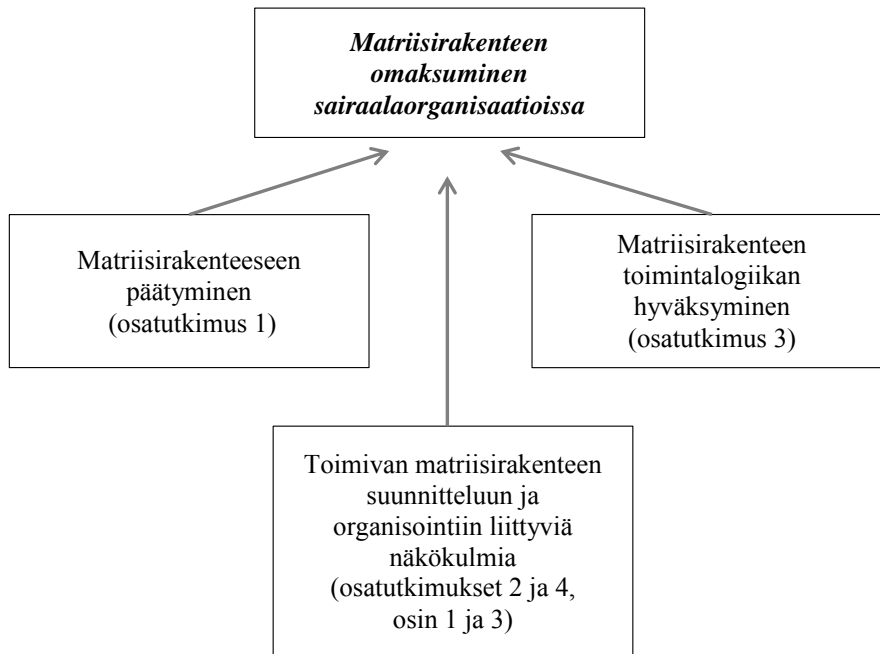 Matriisirakenteen
omaksuminen
sairaalaorganisaatioissa
Matriisirakenteeseen
päätyminen
(osatutkimus 1)
Matriisirakenteen
toimintalogiikan
hyväksyminen
(osatutkimus 3)
Toimivan matriisirakenteen
suunnitteluun ja
organisointiin liittyviä
näkökulmia
(osatutkimukset 2 ja 4,
osin 1 ja 3)